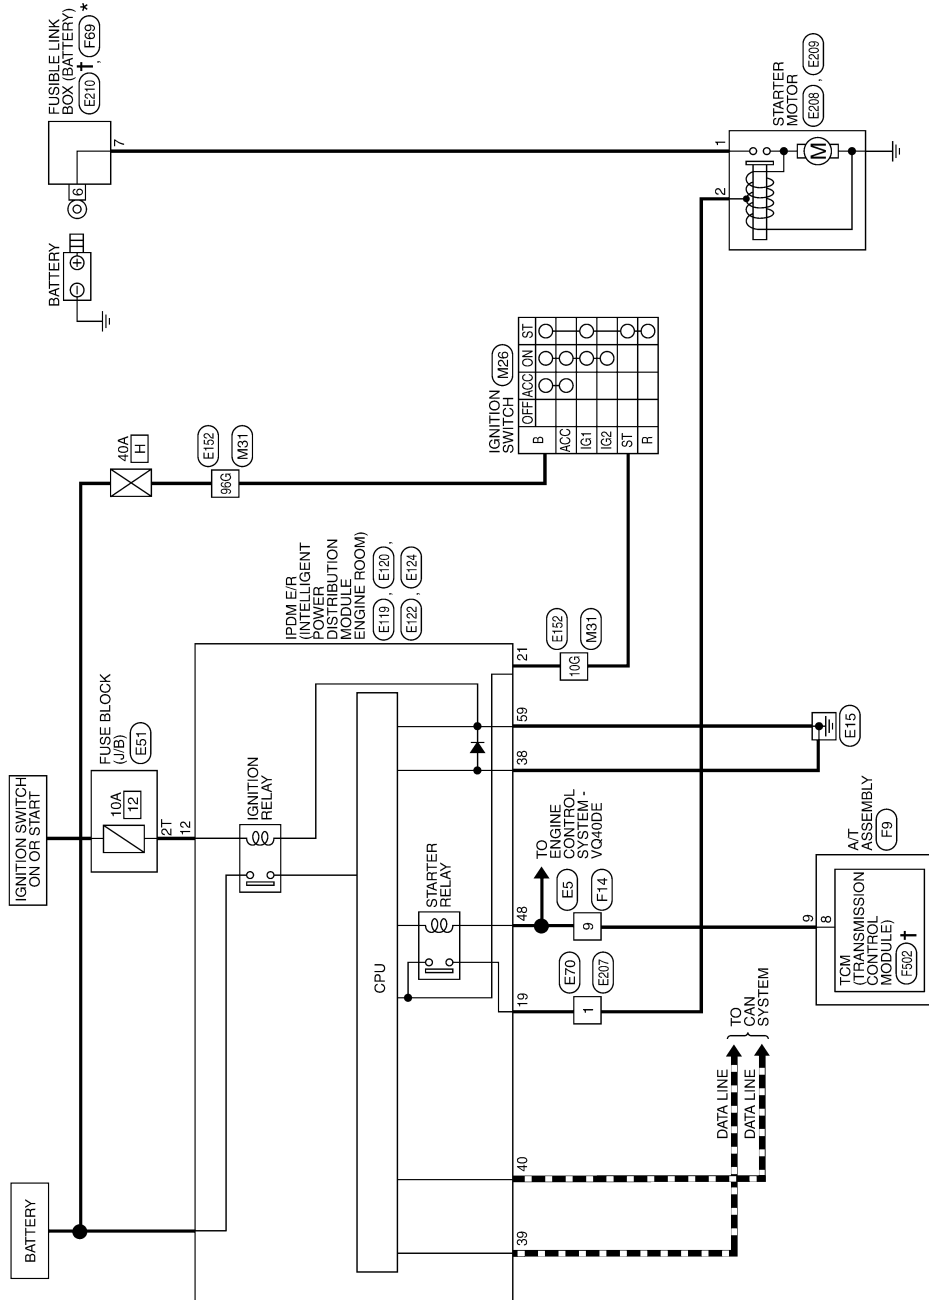 BATTERY
IGNITION SWITCH
ON OR START
FUSE BLOCK
(J/B)
E51
10A
12
2T
12
40A
H
E152
M31
96G
BATTERY
FUSIBLE LINK
BOX (BATTERY)
E210 † , F69 *
6
7
IPDM E/R
(INTELLIGENT
POWER
DISTRIBUTION
MODULE
ENGINE ROOM)
E119 , E120 ,
E122 , E124
IGNITION
RELAY
STARTER
RELAY
CPU
IGNITION
SWITCH
M26
OFF ACC ON ST
B
ACC
IG1
IG2
ST
R
39
40
19
48
38
59
21
E152
M31
10G
E70
E207
1
E5
F14
9
TO
ENGINE
CONTROL
SYSTEM -
VQ40DE
DATA LINE
DATA LINE
TO
CAN
SYSTEM
A/T
ASSEMBLY
F9
9
8
TCM
(TRANSMISSION
CONTROL
MODULE)
F502 †
E15
STARTER
MOTOR
E208 , E209
2
1
M